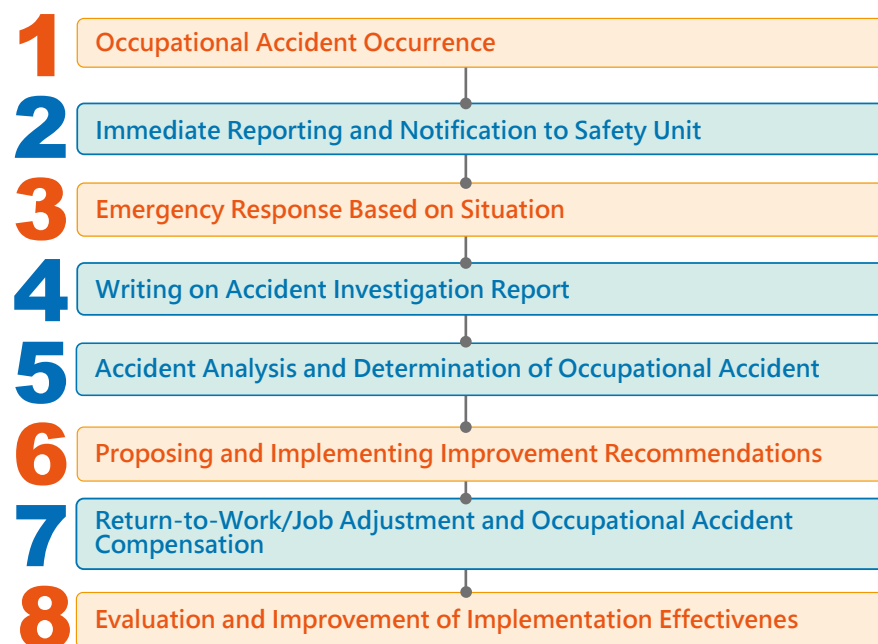 1
Occupational Accident Occurrence
2
Immediate Reporting and Notification to Safety Unit
3
Emergency Response Based on Situation
4
Writing on Accident Investigation Report
5
Accident Analysis and Determination of Occupational Accident
6
Proposing and Implementing Improvement Recommendations
7
Return-to-Work/Job Adjustment and Occupational Accident
Compensation
8
Evaluation and Improvement of Implementation Effectivenes